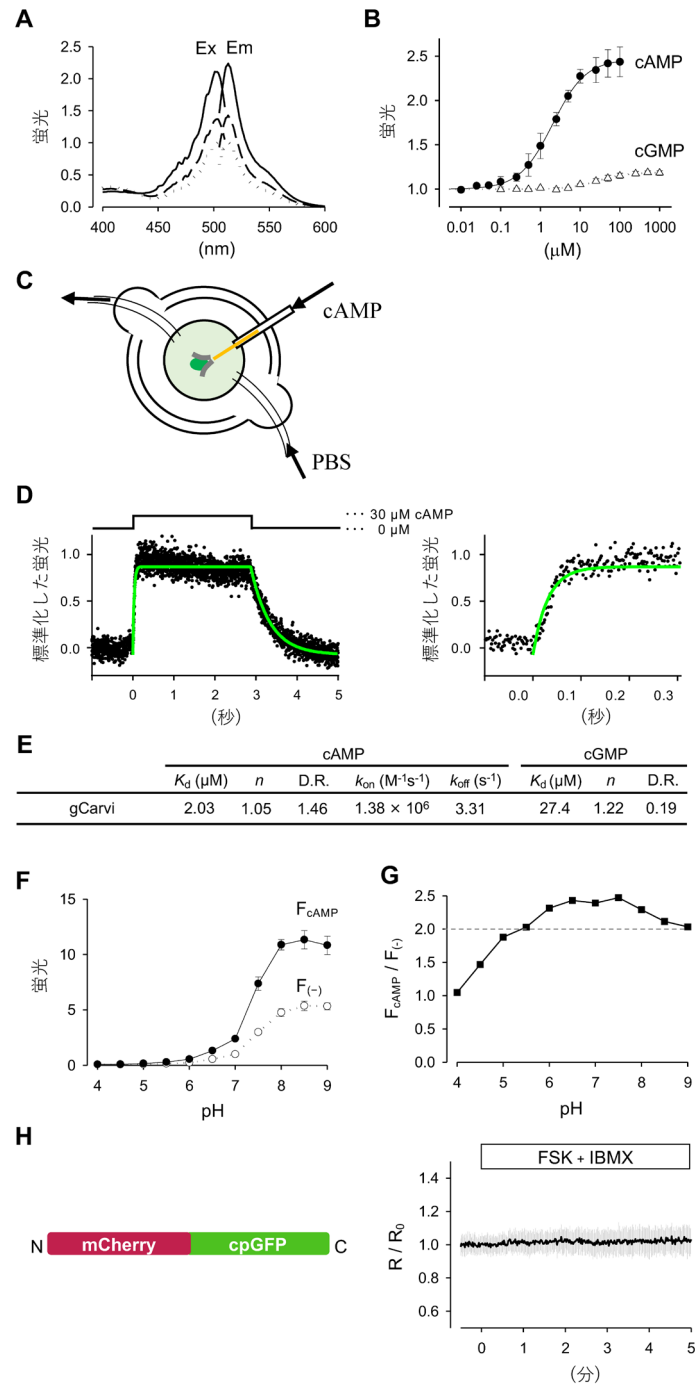 A
Ex Em
2.5
2.0
1.5
1.0
0.5
0.0
蛍光
400 450 500 550 600
(nm)
B
2.5
2.0
1.5
1.0
蛍光
cAMP
cGMP
0.01 0.1 1 10 100 1000
(μM)
C
cAMP
PBS
D
30 μM cAMP
0 μM
1.0
0.5
0.0
標準化した蛍光
0 1 2 3 4 5
(秒)
1.0
0.5
0.0
標準化した蛍光
0.0 0.1 0.2 0.3
(秒)
E
cAMP cGMP
Kd (μM) n D.R. kon (M-1s-1) koff (s-1) Kd (μM) n D.R.
gCarvi 2.03 1.05 1.46 1.38 × 10⁶ 3.31 27.4 1.22 0.19
F
15
10
5
0
蛍光
FcAMP
F(−)
4 5 6 7 8 9
pH
G
2.5
2.0
1.5
1.0
0.5
0.0
FcAMP / F(-)
4 5 6 7 8 9
pH
H
N mCherry cpGFP C
FSK + IBMX
1.4
1.2
1.0
0.8
0.6
R / R0
0 1 2 3 4 5
(分)